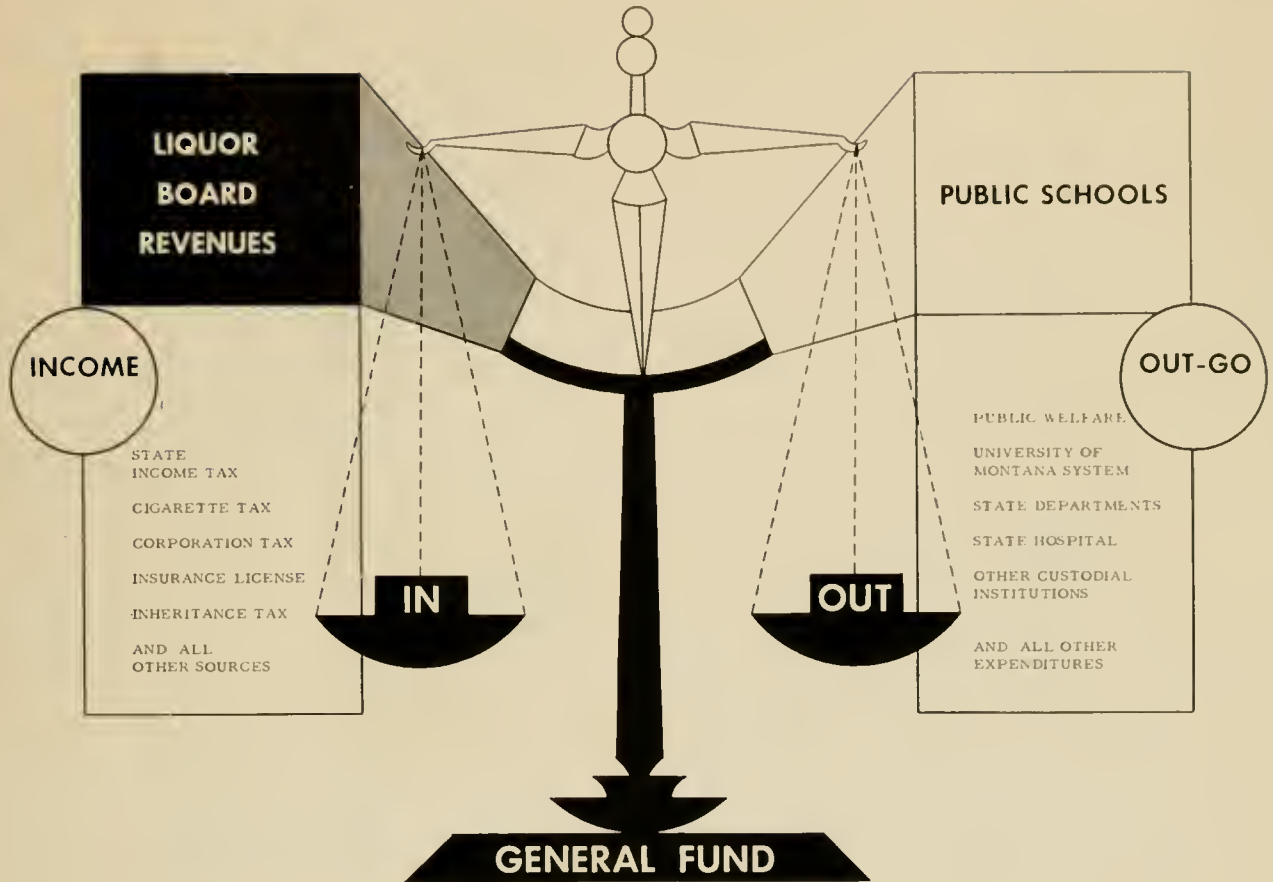 LIQUOR
BOARD
REVENUES
INCOME
STATE
INCOME TAX
CIGARETTE TAX
CORPORATION TAX
INSURANCE LICENSE
INHERITANCE TAX
AND ALL
OTHER SOURCES
IN
OUT
PUBLIC SCHOOLS
OUT-GO
PUBLIC WELFARE
UNIVERSITY OF
MONTANA SYSTEM
STATE DEPARTMENTS
STATE HOSPITAL
OTHER CUSTODIAL
INSTITUTIONS
AND ALL OTHER
EXPENDITURES
GENERAL FUND